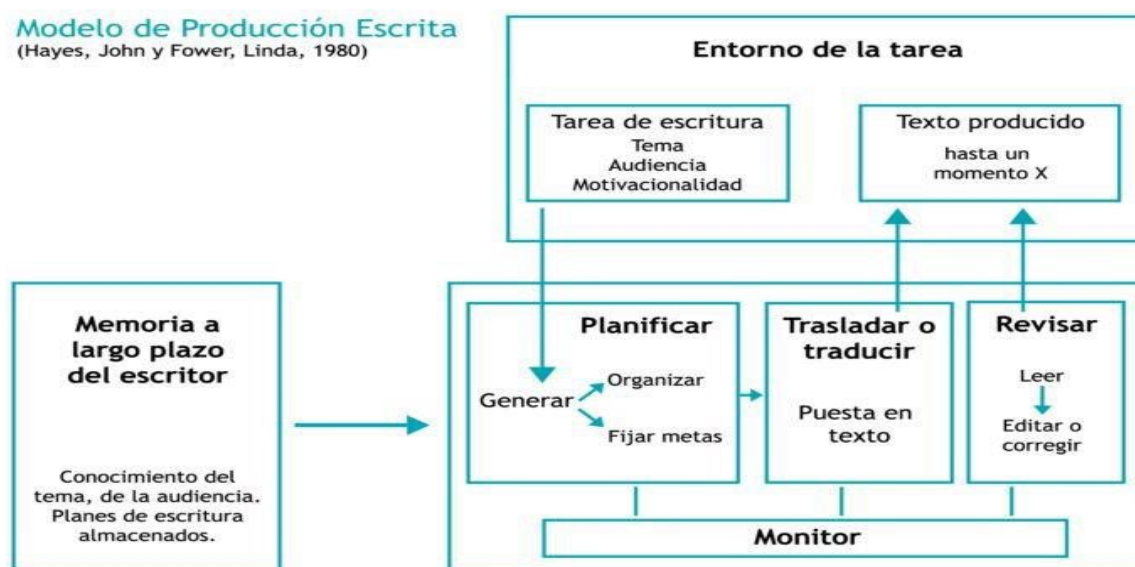 Modelo de Producción Escrita
(Hayes, John y Fower, Linda, 1980)
Entorno de la tarea
Tarea de escritura
Tema
Audiencia
Motivacionalidad
Texto producido
hasta un
momento X
Memoria a
largo plazo
del escritor
Conocimiento del
tema, de la audiencia.
Planes de escritura
almacenados.
Planificar
Generar
Organizar
Fijar metas
Trasladar o
traducir
Puesta en
texto
Revisar
Leer
Editar o
corregir
Monitor